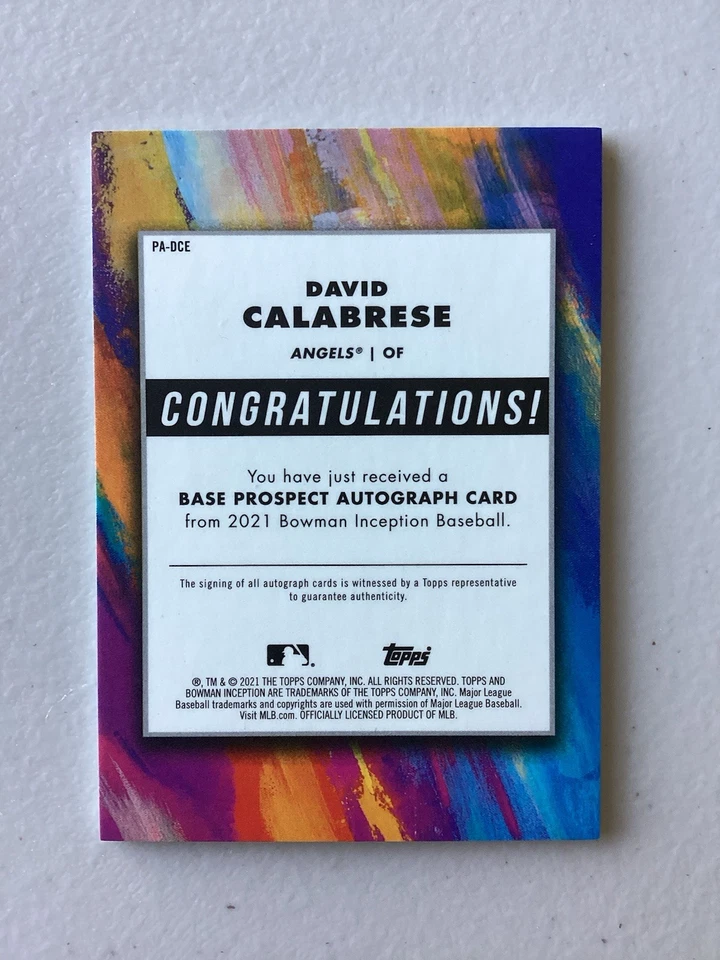 PA-DCE
DAVID
CALABRESE
ANGELS® | OF
CONGRATULATIONS!
You have just received a
BASE PROSPECT AUTOGRAPH CARD
from 2021 Bowman Inception Baseball.
The signing of all autograph cards is witnessed by a Topps representative
to guarantee authenticity.
topps
®, TM & © 2021 THE TOPPS COMPANY, INC. ALL RIGHTS RESERVED. TOPPS AND
BOWMAN INCEPTION ARE TRADEMARKS OF THE TOPPS COMPANY, INC. Major League
Baseball trademarks and copyrights are used with permission of Major League Baseball.
Visit MLB.com. OFFICIALLY LICENSED PRODUCT OF MLB.